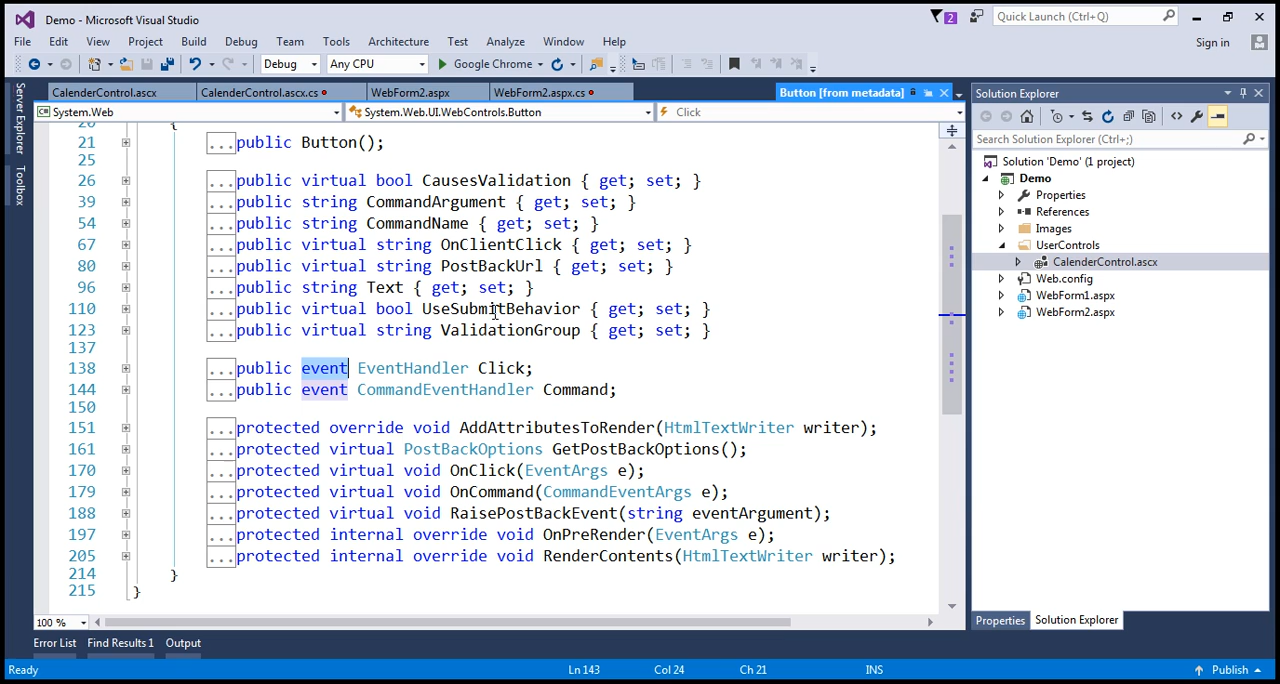 Demo - Microsoft Visual Studio
2
Quick Launch (Ctrl+Q)
File Edit View Project Build Debug Team Tools Architecture Test Analyze Window Help
Sign in
Debug Any CPU Google Chrome
Server Explorer
Toolbox
CalenderControl.ascx CalenderControl.ascx.cs WebForm2.aspx WebForm2.aspx.cs Button [from metadata]
System.Web System.Web.UI.WebControls.Button Click
20 {
21 ...public Button();
25
26 ...public virtual bool CausesValidation { get; set; }
39 ...public string CommandArgument { get; set; }
54 ...public string CommandName { get; set; }
67 ...public virtual string OnClientClick { get; set; }
80 ...public virtual string PostBackUrl { get; set; }
96 ...public string Text { get; set; }
110 ...public virtual bool UseSubmitBehavior { get; set; }
123 ...public virtual string ValidationGroup { get; set; }
137
138 ...public event EventHandler Click;
144 ...public event CommandEventHandler Command;
150
151 ...protected override void AddAttributesToRender(HtmlTextWriter writer);
161 ...protected virtual PostBackOptions GetPostBackOptions();
170 ...protected virtual void OnClick(EventArgs e);
179 ...protected virtual void OnCommand(CommandEventArgs e);
188 ...protected virtual void RaisePostBackEvent(string eventArgument);
197 ...protected internal override void OnPreRender(EventArgs e);
205 ...protected internal override void RenderContents(HtmlTextWriter writer);
214 }
215 }
100 %
Solution Explorer
Search Solution Explorer (Ctrl+;)
Solution 'Demo' (1 project)
Demo
Properties
References
Images
UserControls
CalenderControl.ascx
Web.config
WebForm1.aspx
WebForm2.aspx
Properties Solution Explorer
Error List Find Results 1 Output
Ready Ln 143 Col 24 Ch 21 INS Publish